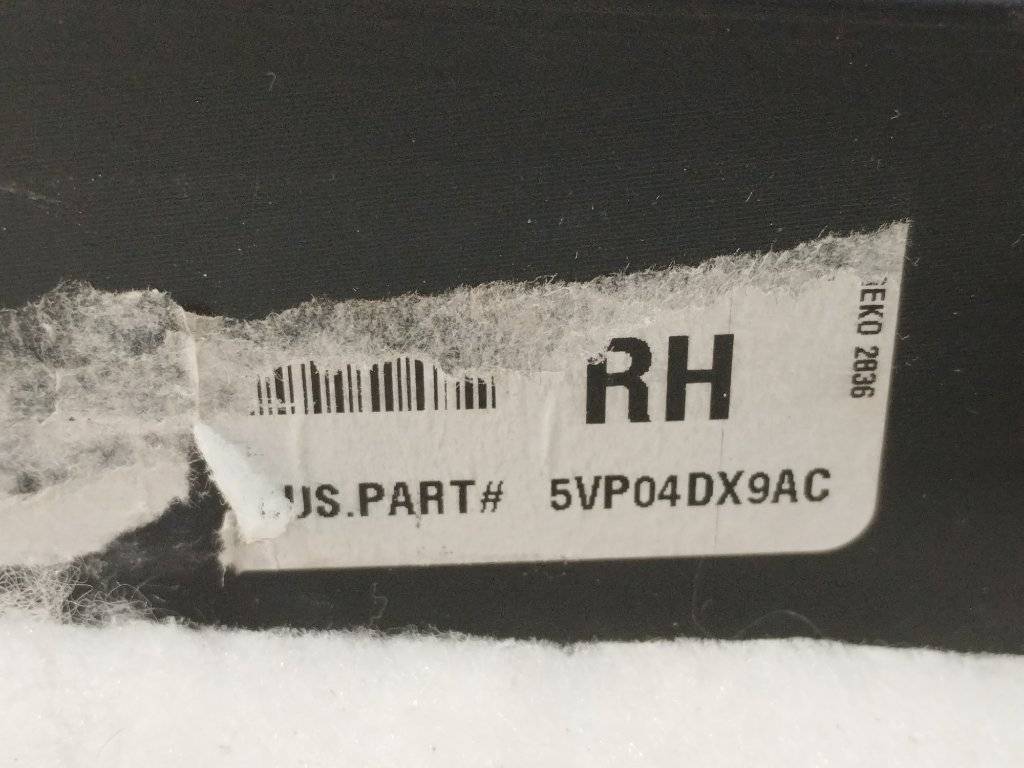 RH
US.PART# 5VP04DX9AC
EKO 2836